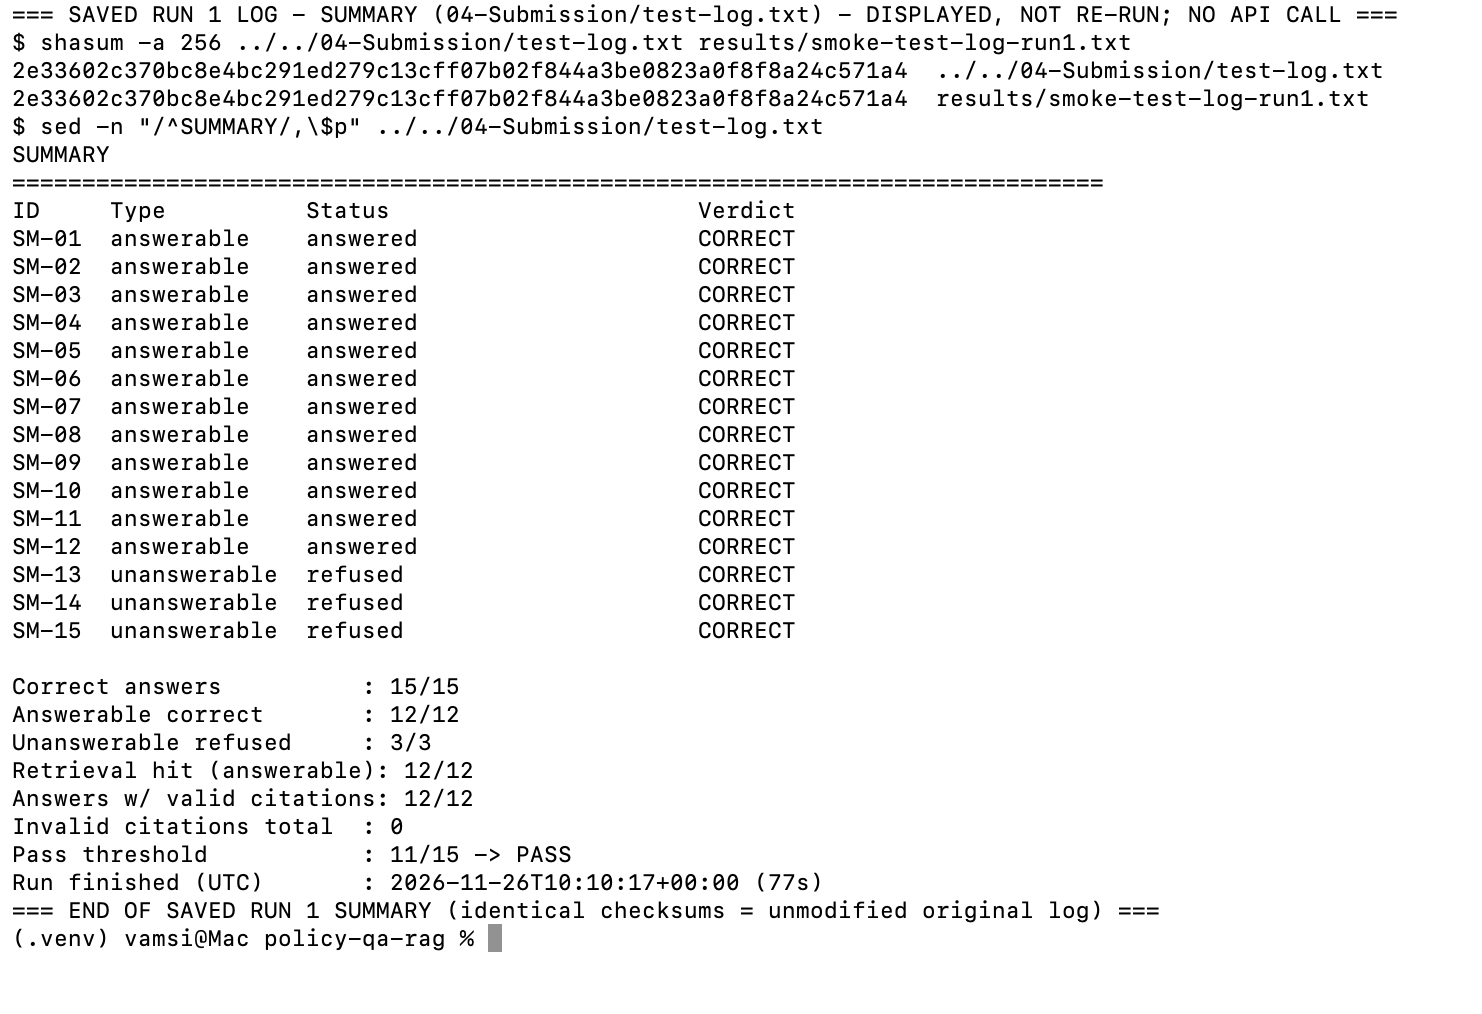 === SAVED RUN 1 LOG - SUMMARY (04-Submission/test-log.txt) - DISPLAYED, NOT RE-RUN; NO API CALL ===
$ shasum -a 256 ../../04-Submission/test-log.txt results/smoke-test-log-run1.txt
2e33602c370bc8e4bc291ed279c13cff07b02f844a3be0823a0f8f8a24c571a4  ../../04-Submission/test-log.txt
2e33602c370bc8e4bc291ed279c13cff07b02f844a3be0823a0f8f8a24c571a4  results/smoke-test-log-run1.txt
$ sed -n "/^SUMMARY/,\$p" ../../04-Submission/test-log.txt
SUMMARY
==============================================================================
ID     Type          Status                      Verdict
SM-01  answerable    answered                    CORRECT
SM-02  answerable    answered                    CORRECT
SM-03  answerable    answered                    CORRECT
SM-04  answerable    answered                    CORRECT
SM-05  answerable    answered                    CORRECT
SM-06  answerable    answered                    CORRECT
SM-07  answerable    answered                    CORRECT
SM-08  answerable    answered                    CORRECT
SM-09  answerable    answered                    CORRECT
SM-10  answerable    answered                    CORRECT
SM-11  answerable    answered                    CORRECT
SM-12  answerable    answered                    CORRECT
SM-13  unanswerable  refused                     CORRECT
SM-14  unanswerable  refused                     CORRECT
SM-15  unanswerable  refused                     CORRECT

Correct answers          : 15/15
Answerable correct       : 12/12
Unanswerable refused     : 3/3
Retrieval hit (answerable): 12/12
Answers w/ valid citations: 12/12
Invalid citations total  : 0
Pass threshold           : 11/15 -> PASS
Run finished (UTC)       : 2026-11-26T10:10:17+00:00 (77s)
=== END OF SAVED RUN 1 SUMMARY (identical checksums = unmodified original log) ===
(.venv) vamsi@Mac policy-qa-rag %